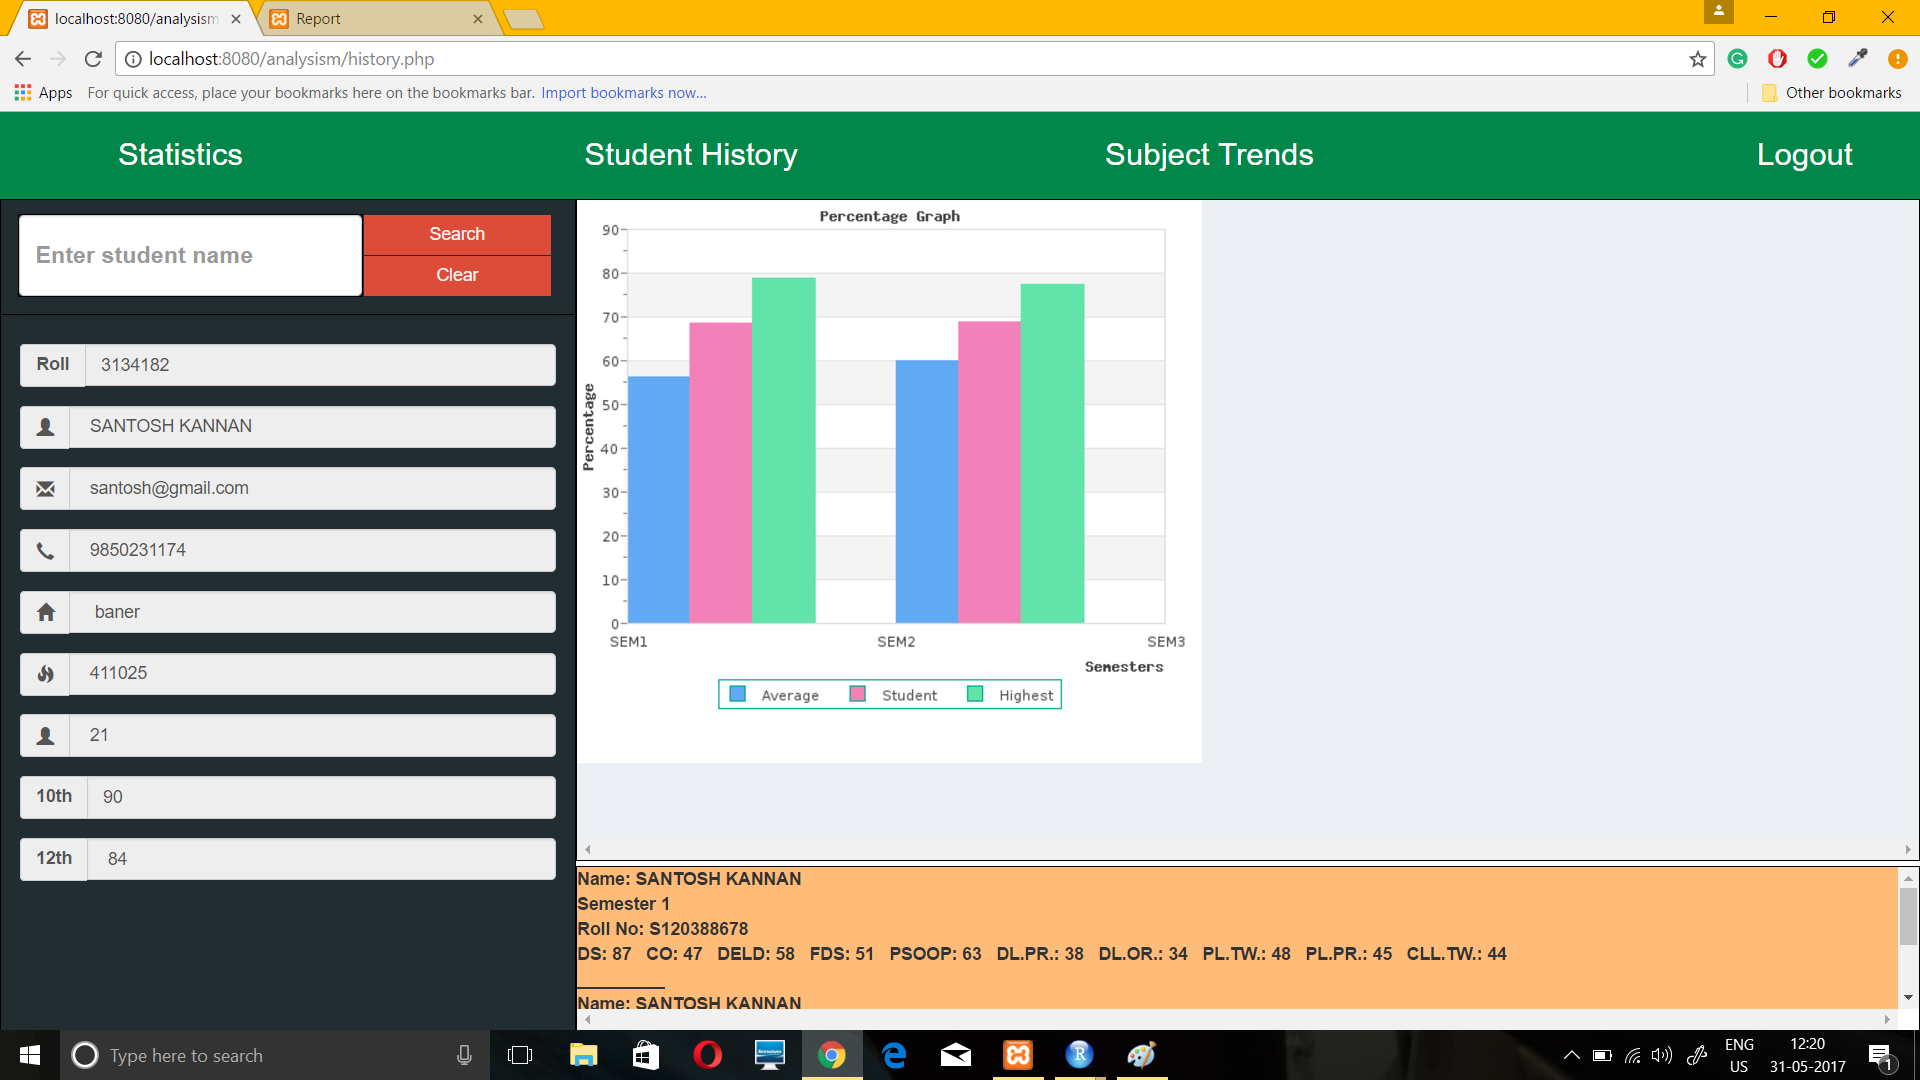 localhost:8080/analysism
Report
localhost:8080/analysism/history.php
Apps For quick access, place your bookmarks here on the bookmarks bar. Import bookmarks now... Other bookmarks
Statistics Student History Subject Trends Logout
Enter student name
Search
Clear
Roll 3134182
SANTOSH KANNAN
santosh@gmail.com
9850231174
baner
411025
21
10th 90
12th 84
Percentage Graph
90
80
70
60
50
40
30
20
10
0
Percentage
SEM1 SEM2 SEM3
Semesters
Average Student Highest
Name: SANTOSH KANNAN
Semester 1
Roll No: S120388678
DS: 87 CO: 47 DELD: 58 FDS: 51 PSOOP: 63 DL.PR.: 38 DL.OR.: 34 PL.TW.: 48 PL.PR.: 45 CLL.TW.: 44
Name: SANTOSH KANNAN
Type here to search
ENG
US
12:20
31-05-2017
1